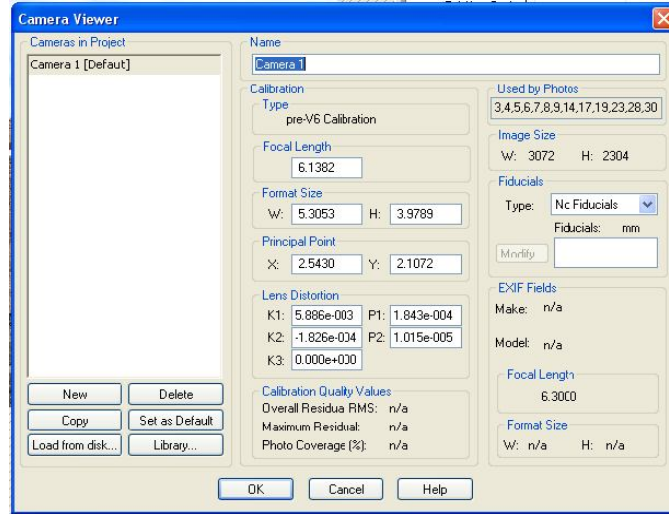 Camera Viewer
Cameras in Project
Camera 1 [Defaut]
New
Delete
Copy
Set as Default
Load from disk...
Library...
Name
Camera 1
Calibration
Type
pre-V6 Calibration
Focal Length
6.1382
Format Size
W: 5.3053 H: 3.9789
Principal Point
X: 2.5430 Y: 2.1072
Lens Distortion
K1: 5.886e-003 P1: 1.843e-004
K2: -1.826e-004 P2: 1.015e-005
K3: 0.000e+000
Calibration Quality Values
Overall Residua RMS: n/a
Maximum Residual: n/a
Photo Coverage (%): n/a
Used by Photos
3,4,5,6,7,8,9,14,17,19,23,28,30
Image Size
W: 3072 H: 2304
Fiducials
Type: Nc Fiducials
Fiducials: mm
Modify
EXIF Fields
Make: n/a
Model: n/a
Focal Length
6.3000
Format Size
W: n/a H: n/a
OK
Cancel
Help